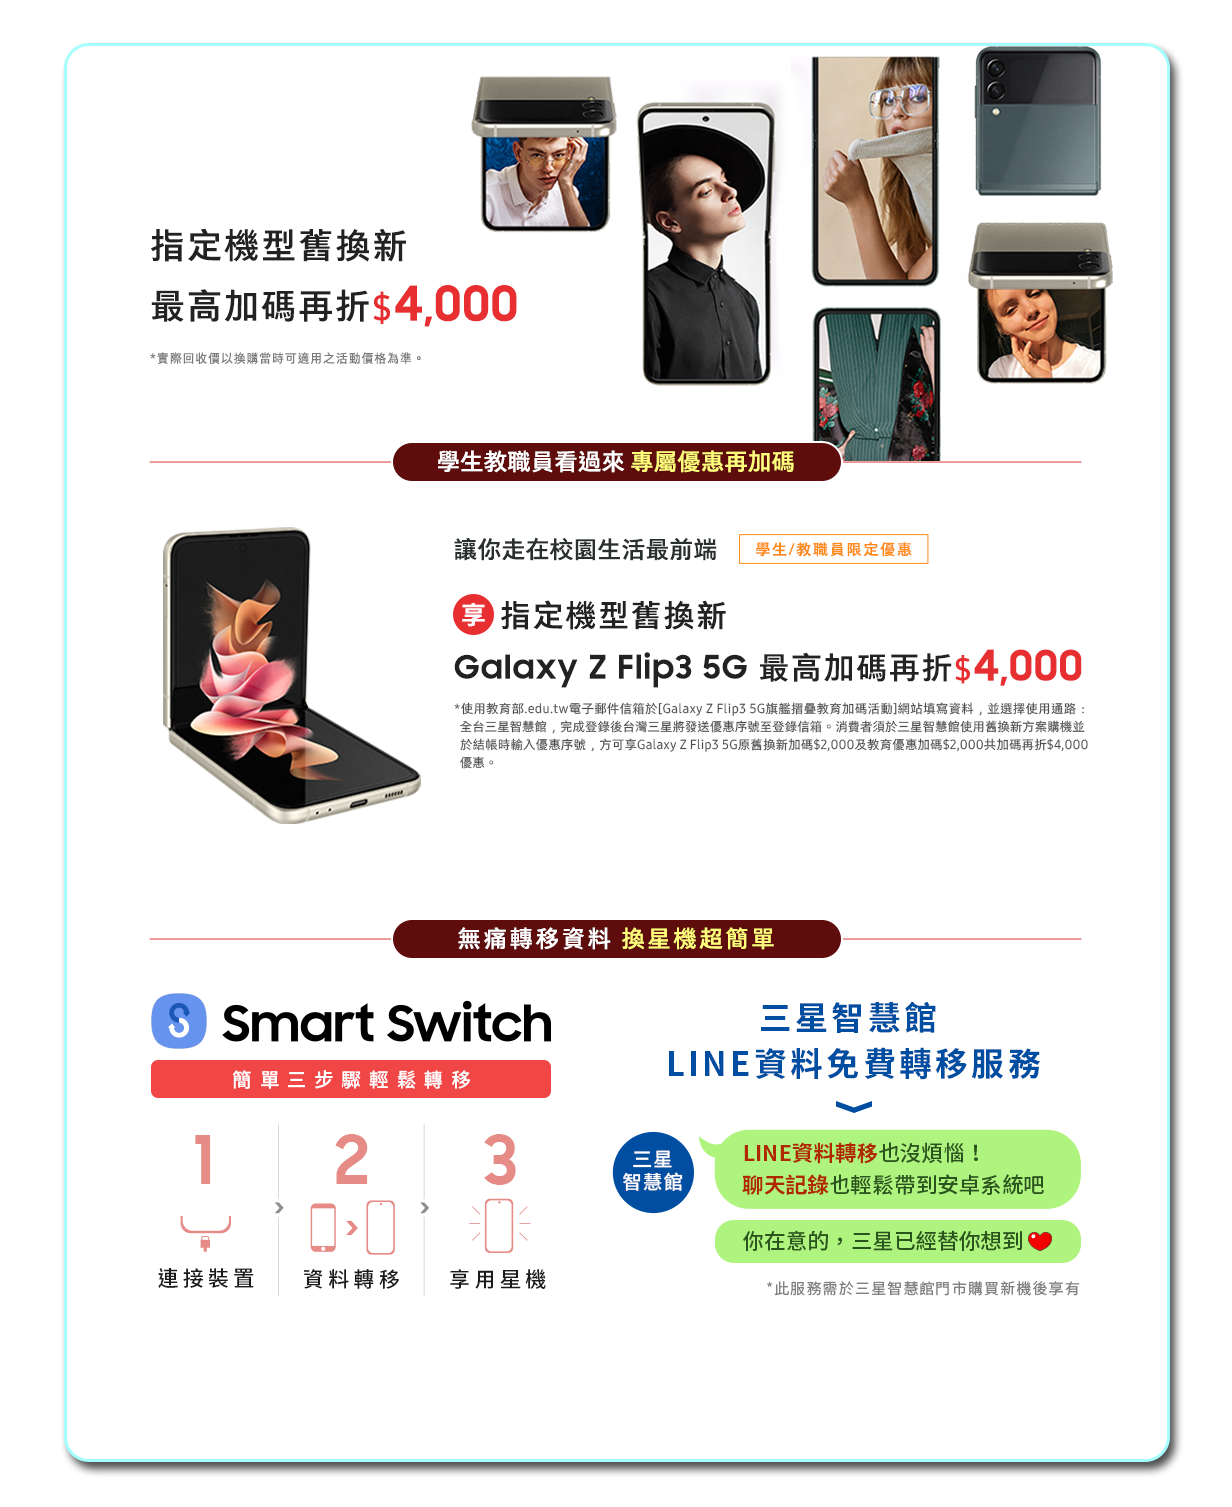 指定機型舊換新
最高加碼再折$4,000
*實際回收價以換購當時可適用之活動價格為準。
學生教職員看過來 專屬優惠再加碼
讓你走在校園生活最前端
學生/教職員限定優惠
享 指定機型舊換新
Galaxy Z Flip3 5G 最高加碼再折$4,000
*使用教育部.edu.tw電子郵件信箱於[Galaxy Z Flip3 5G旗艦摺疊教育加碼活動]網站填寫資料，並選擇使用通路：
全台三星智慧館，完成登錄後台灣三星將發送優惠序號至登錄信箱。消費者須於三星智慧館使用舊換新方案購機並
於結帳時輸入優惠序號，方可享Galaxy Z Flip3 5G原舊換新加碼$2,000及教育優惠加碼$2,000共加碼再折$4,000
優惠。
無痛轉移資料 換星機超簡單
Smart Switch
簡單三步驟輕鬆轉移
1
2
3
連接裝置
資料轉移
享用星機
三星智慧館
LINE資料免費轉移服務
三星
智慧館
LINE資料轉移也沒煩惱！
聊天記錄也輕鬆帶到安卓系統吧
你在意的，三星已經替你想到
*此服務需於三星智慧館門市購買新機後享有